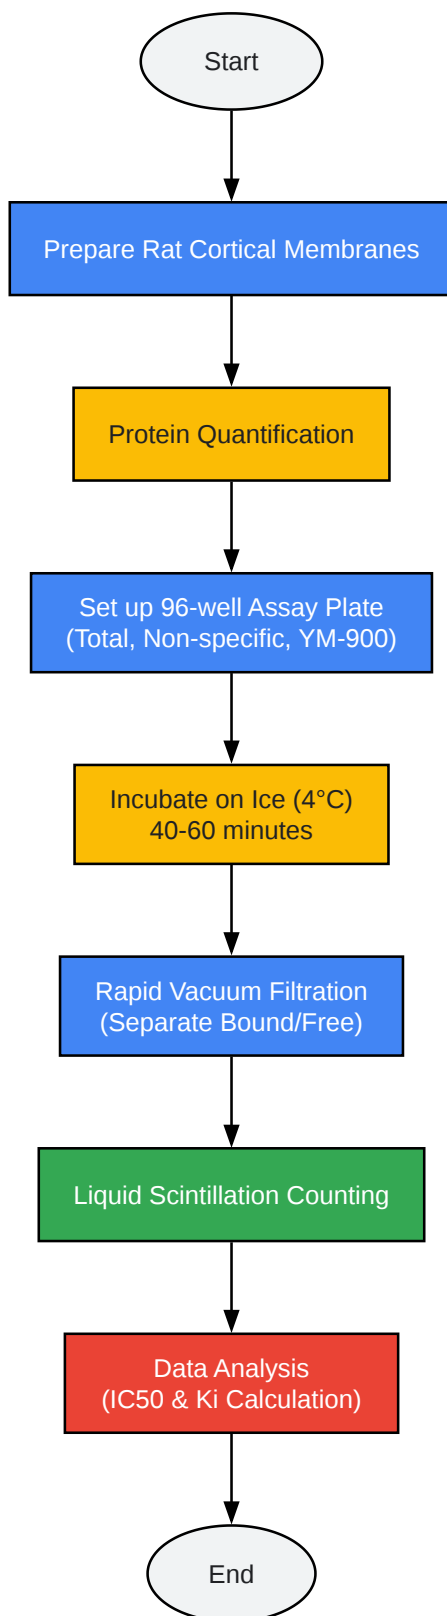 Start
Prepare Rat Cortical Membranes
Protein Quantification
Set up 96-well Assay Plate
(Total, Non-specific, YM-900)
Incubate on Ice (4°C)
40-60 minutes
Rapid Vacuum Filtration
(Separate Bound/Free)
Liquid Scintillation Counting
Data Analysis
(IC50 & Ki Calculation)
End